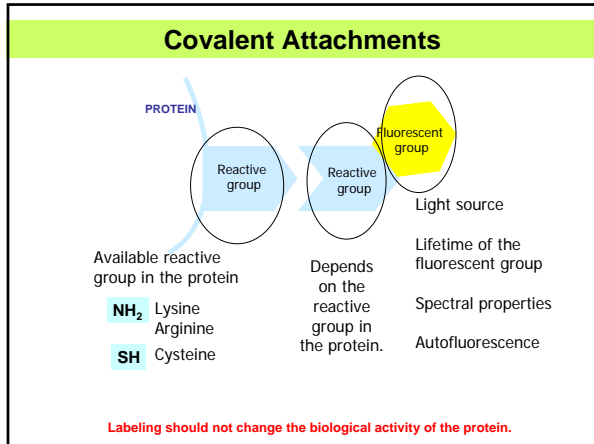 Covalent Attachments
PROTEIN
Reactive
group
Reactive
group
Fluorescent
group
Available reactive
group in the protein
NH2 Lysine
Arginine
SH Cysteine
Depends
on the
reactive
group in
the protein.
Light source
Lifetime of the
fluorescent group
Spectral properties
Autofluorescence
Labeling should not change the biological activity of the protein.